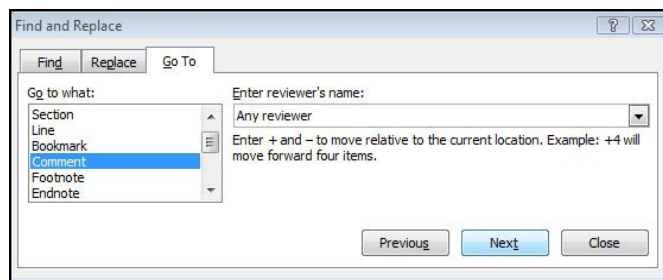 Find and Replace
Find Replace Go To
Go to what:
Section
Line
Bookmark
Comment
Footnote
Endnote
Enter reviewer's name:
Any reviewer
Enter + and – to move relative to the current location. Example: +4 will
move forward four items.
Previous Next Close